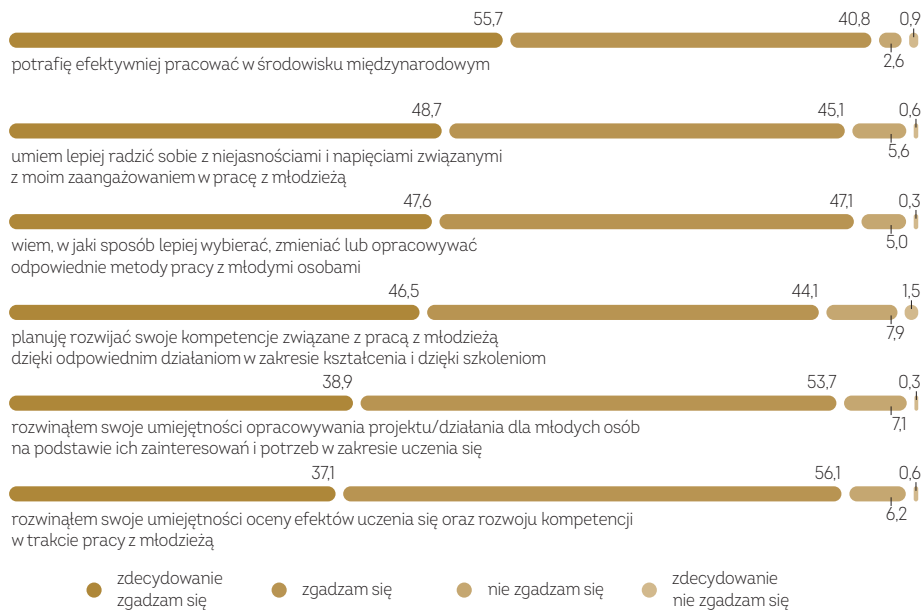 55,7 40,8 0,9
2,6
potrafię efektywniej pracować w środowisku międzynarodowym
48,7 45,1 0,6
5,6
umiem lepiej radzić sobie z niejasnościami i napięciami związanymi
z moim zaangażowaniem w pracę z młodzieżą
47,6 47,1 0,3
5,0
wiem, w jaki sposób lepiej wybierać, zmieniać lub opracowywać
odpowiednie metody pracy z młodymi osobami
46,5 44,1 1,5
7,9
planuję rozwijać swoje kompetencje związane z pracą z młodzieżą
dzięki odpowiednim działaniom w zakresie kształcenia i dzięki szkoleniom
38,9 53,7 0,3
7,1
rozwinąłem swoje umiejętności opracowywania projektu/działania dla młodych osób
na podstawie ich zainteresowań i potrzeb w zakresie uczenia się
37,1 56,1 0,6
6,2
rozwinąłem swoje umiejętności oceny efektów uczenia się oraz rozwoju kompetencji
w trakcie pracy z młodzieżą
zdecydowanie
zgadzam się
zgadzam się
nie zgadzam się
zdecydowanie
nie zgadzam się